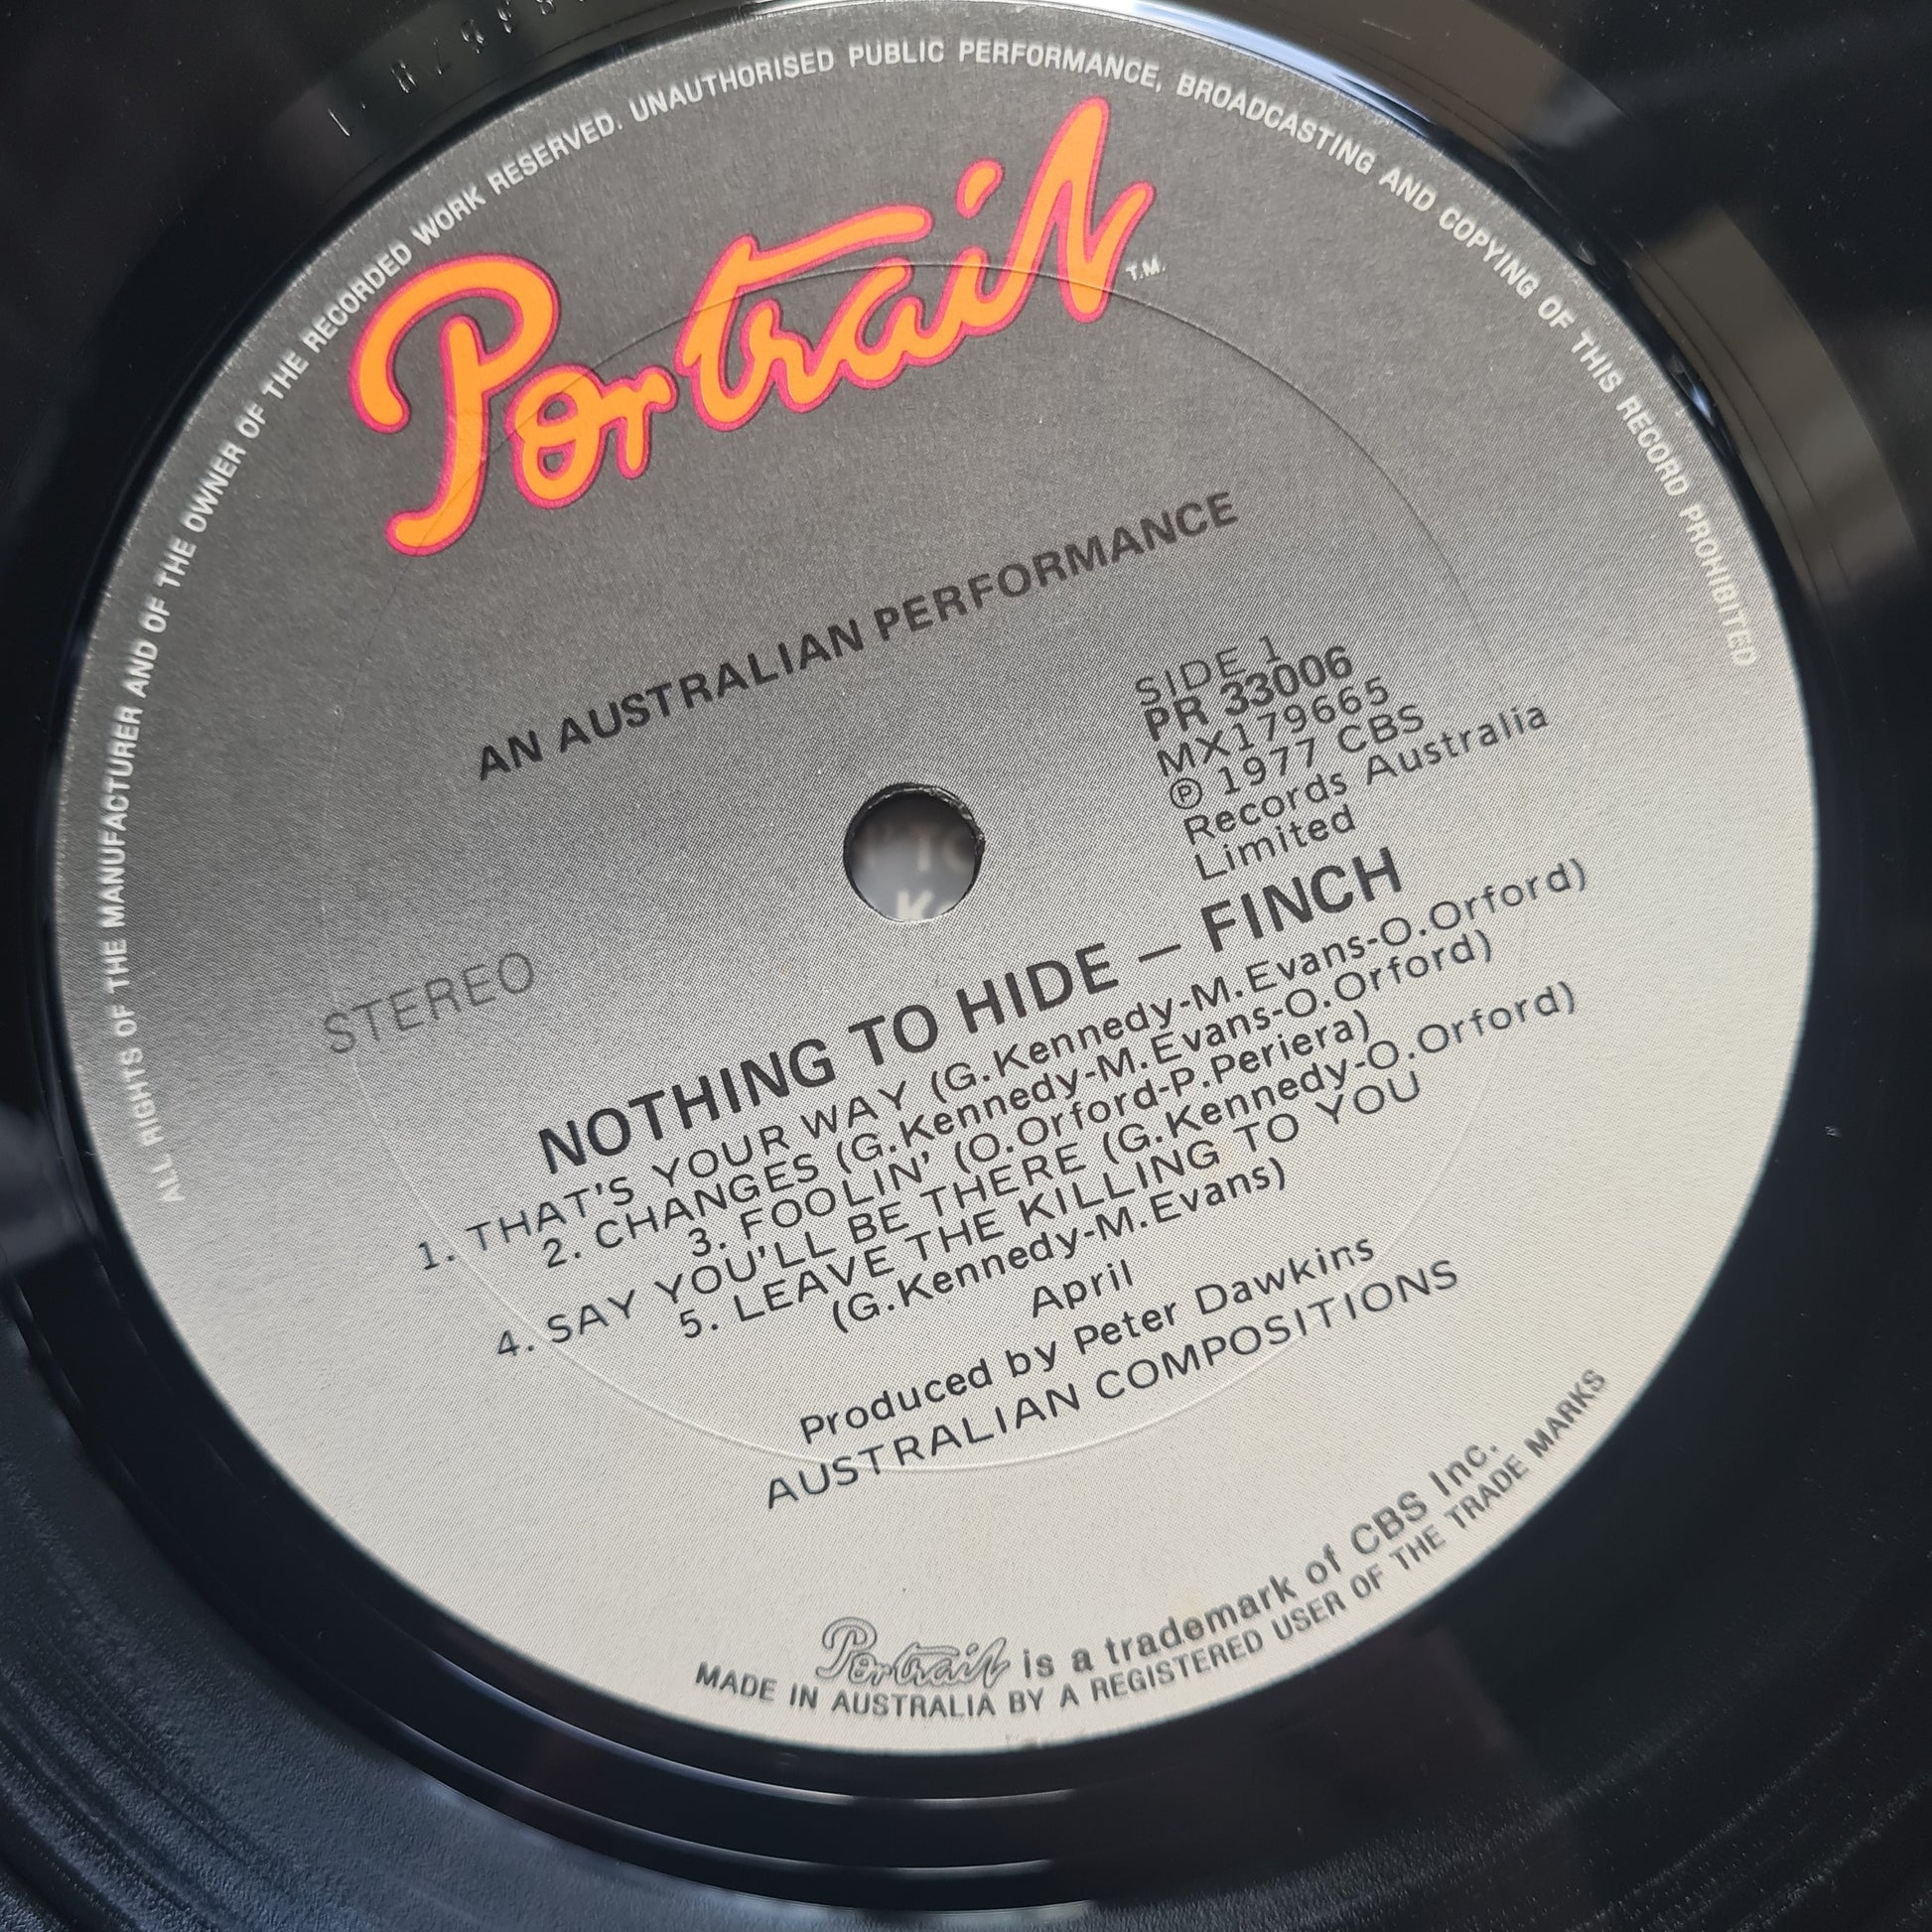 ALL RIGHTS OF THE MANUFACTURER AND OF THE OWNER OF THE RECORDED WORK RESERVED. UNAUTHORISED PUBLIC PERFORMANCE, BROADCASTING AND COPYING OF THIS RECORD PROHIBITED
Portrait T.M.
AN AUSTRALIAN PERFORMANCE
SIDE 1
PR 33006
MX179665
℗ 1977 CBS
Records Australia
Limited
STEREO
NOTHING TO HIDE – FINCH
1. THAT'S YOUR WAY (G.Kennedy-M.Evans-O.Orford)
2. CHANGES (G.Kennedy-M.Evans-O.Orford)
3. FOOLIN' (O.Orford-P.Periera)
4. SAY YOU'LL BE THERE (G.Kennedy-O.Orford)
5. LEAVE THE KILLING TO YOU
(G.Kennedy-M.Evans)
April
Produced by Peter Dawkins
AUSTRALIAN COMPOSITIONS
Portrait is a trademark of CBS Inc.
MADE IN AUSTRALIA BY A REGISTERED USER OF THE TRADE MARKS